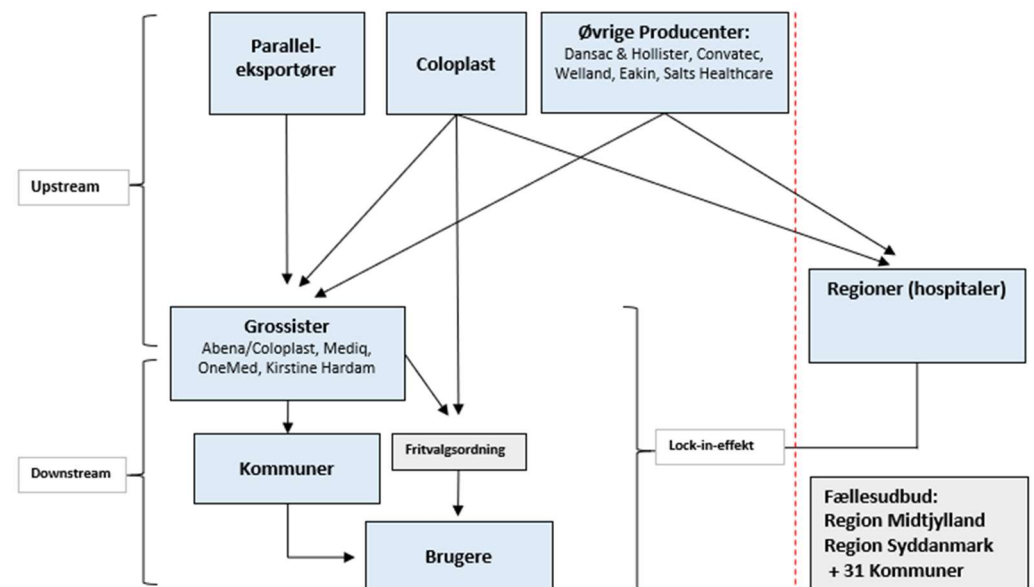 Parallel-
eksportører
Coloplast
Øvrige Producenter:
Dansac & Hollister, Convatec,
Welland, Eakin, Salts Healthcare
Upstream
Regioner (hospitaler)
Grossister
Abena/Coloplast, Mediq,
OneMed, Kirstine Hardam
Downstream
Kommuner
Fritvalgsordning
Lock-in-effekt
Brugere
Fællesudbud:
Region Midtjylland
Region Syddanmark
+ 31 Kommuner